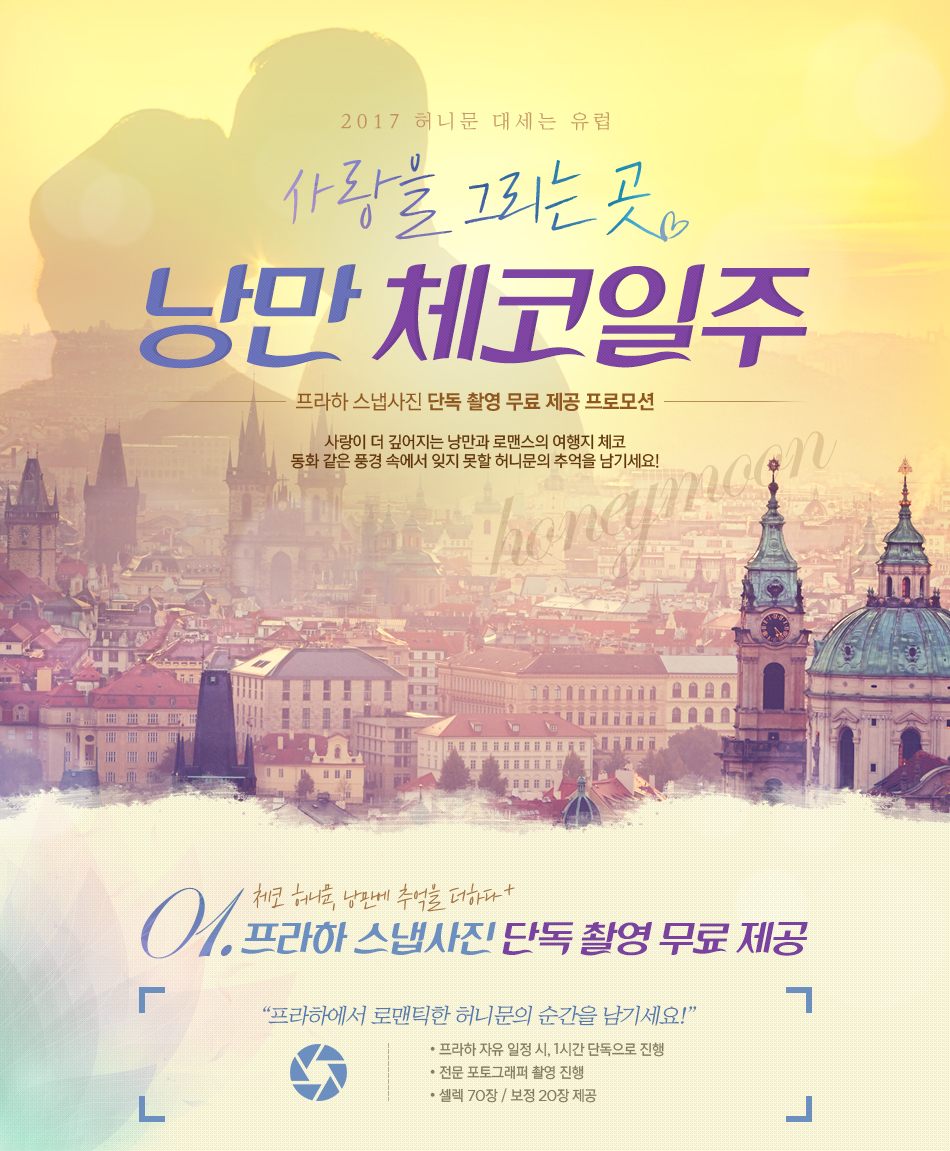 2017 허니문 대세는 유럽
사랑을 그리는 곳
낭만 체코일주
프라하 스냅사진 단독 촬영 무료 제공 프로모션
사랑이 더 깊어지는 낭만과 로맨스의 여행지 체코
동화 같은 풍경 속에서 잊지 못할 허니문의 추억을 남기세요!
honeymoon
체코 허니문, 낭만에 추억을 더하다+
01. 프라하 스냅사진 단독 촬영 무료 제공
“프라하에서 로맨틱한 허니문의 순간을 남기세요!”
• 프라하 자유 일정 시, 1시간 단독으로 진행
• 전문 포토그래퍼 촬영 진행
• 셀렉 70장 / 보정 20장 제공